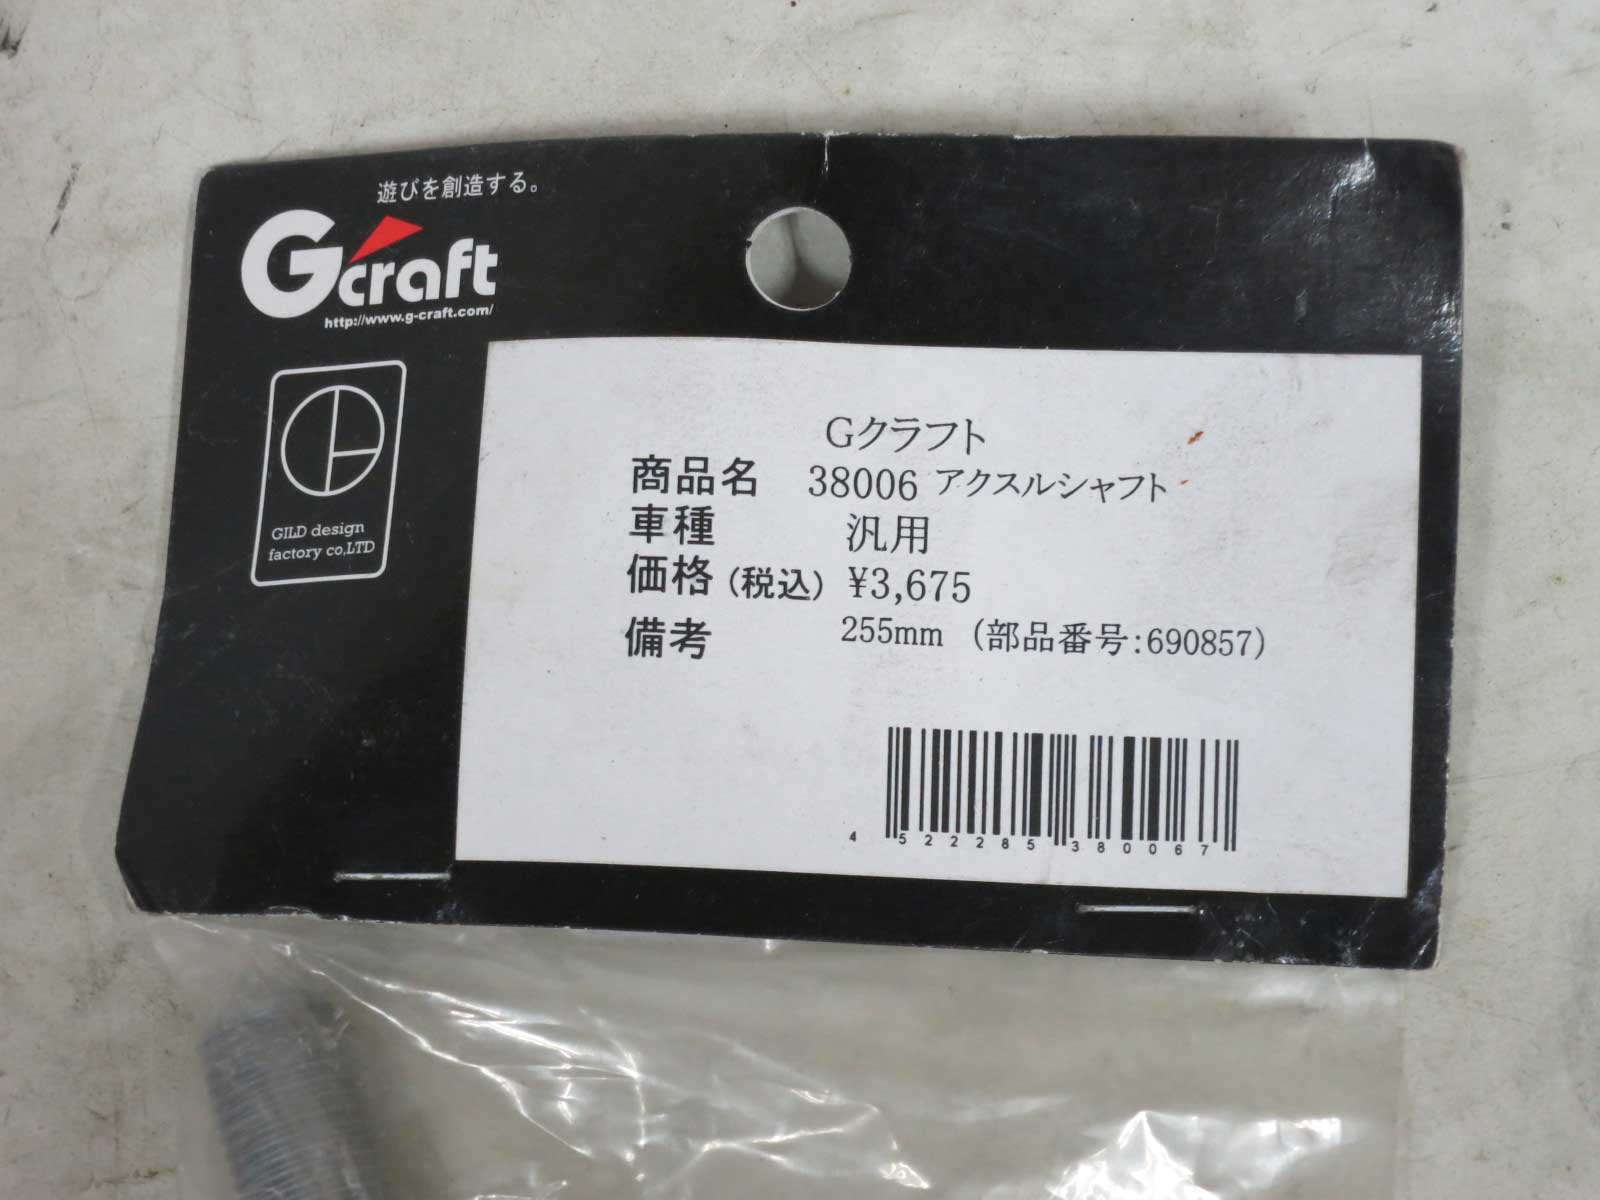 遊びを創造する。
Gcraft
http://www.g-craft.com/
GILD design
factory co,LTD
Gクラフト
商品名 38006 アクスルシャフト
車種 汎用
価格(税込) ¥3,675
備考 255mm (部品番号:690857)
4 522285 380067